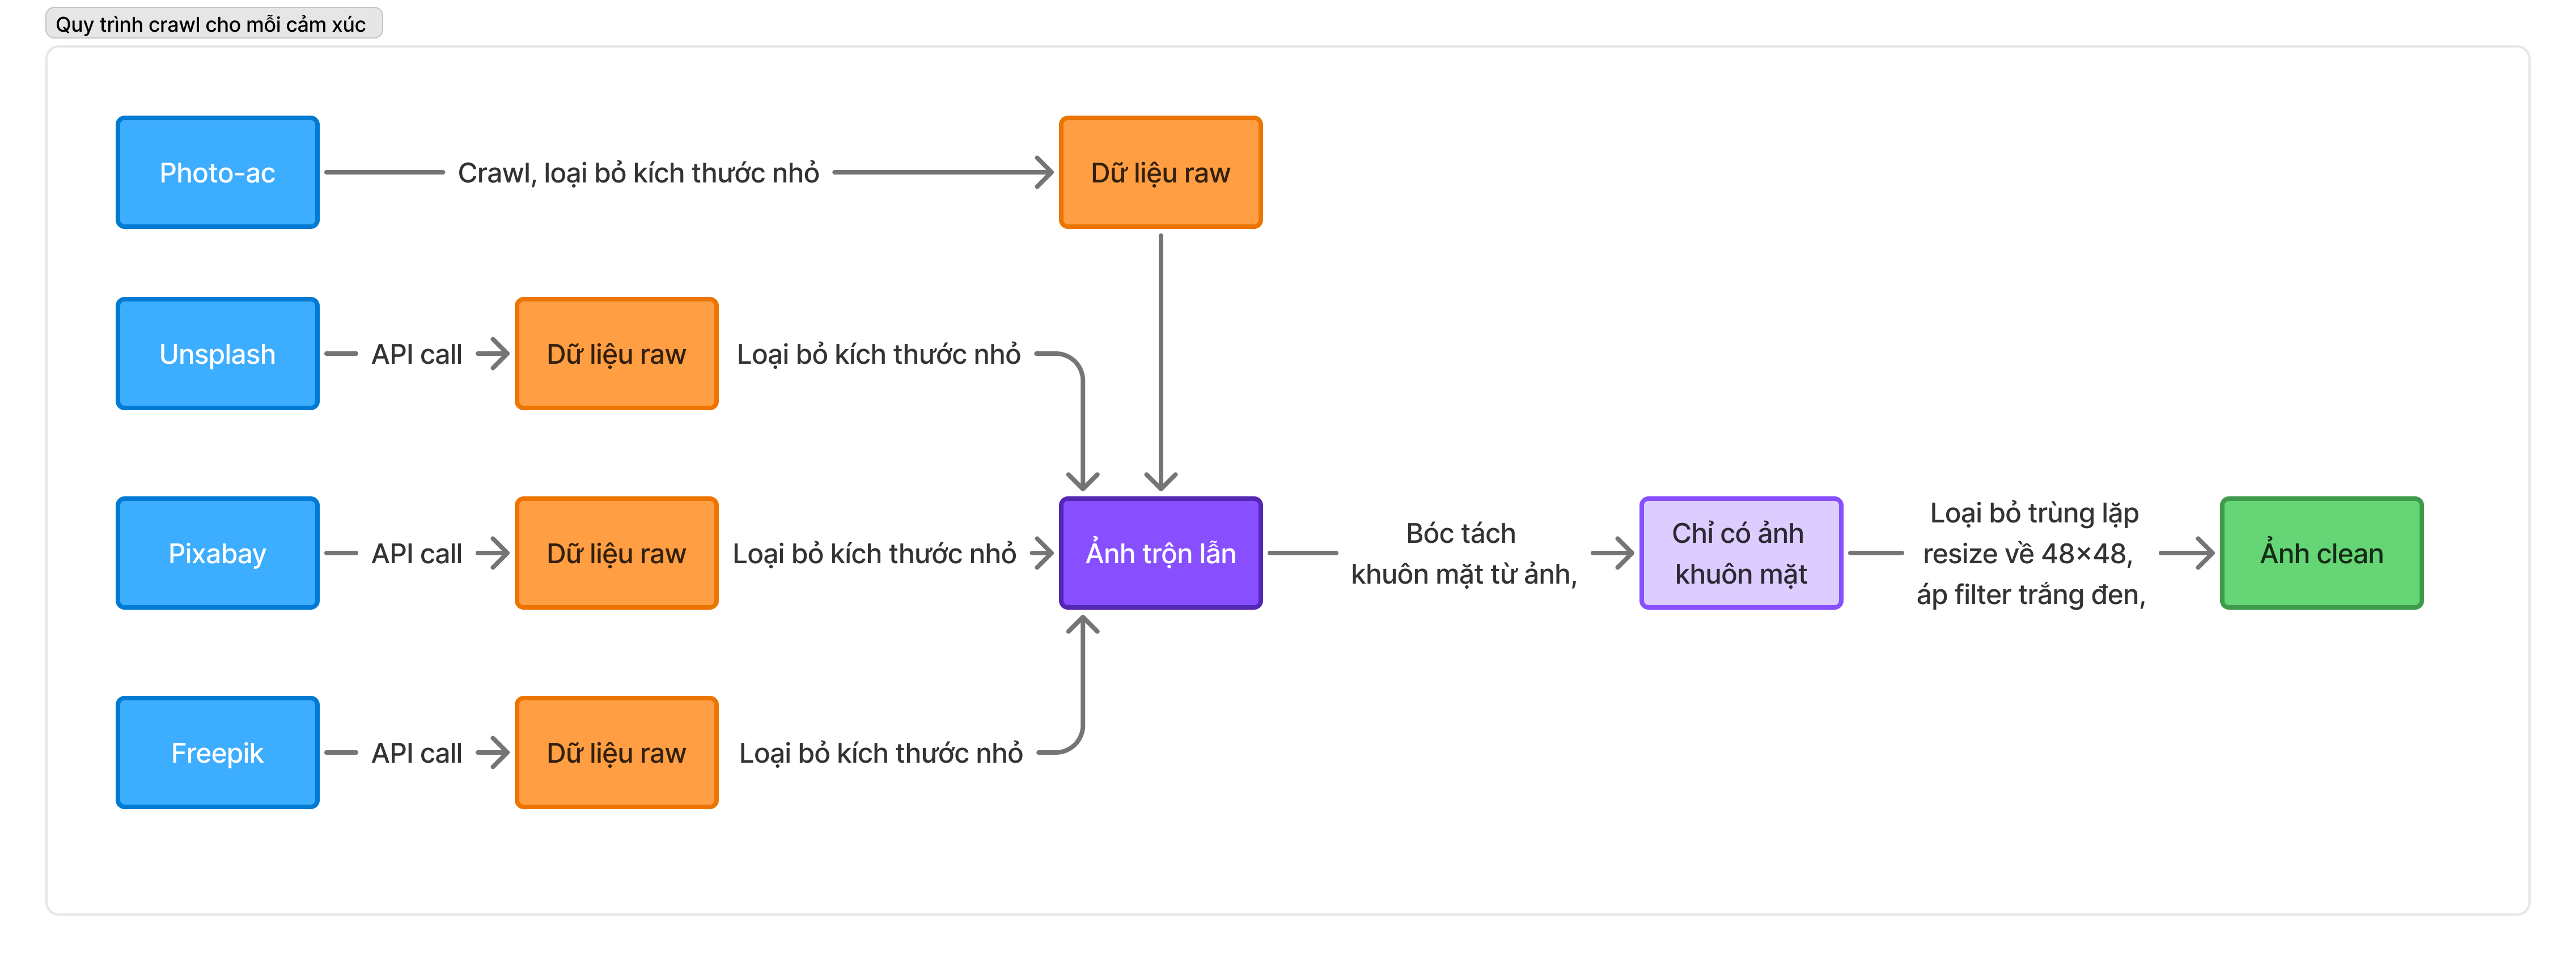 Quy trình crawl cho mỗi cảm xúc
Photo-ac
Crawl, loại bỏ kích thước nhỏ
Dữ liệu raw
Unsplash
API call
Dữ liệu raw
Loại bỏ kích thước nhỏ
Pixabay
API call
Dữ liệu raw
Loại bỏ kích thước nhỏ
Ảnh trộn lẫn
Bóc tách
khuôn mặt từ ảnh,
Chỉ có ảnh
khuôn mặt
Loại bỏ trùng lặp
resize về 48×48,
áp filter trắng đen,
Ảnh clean
Freepik
API call
Dữ liệu raw
Loại bỏ kích thước nhỏ